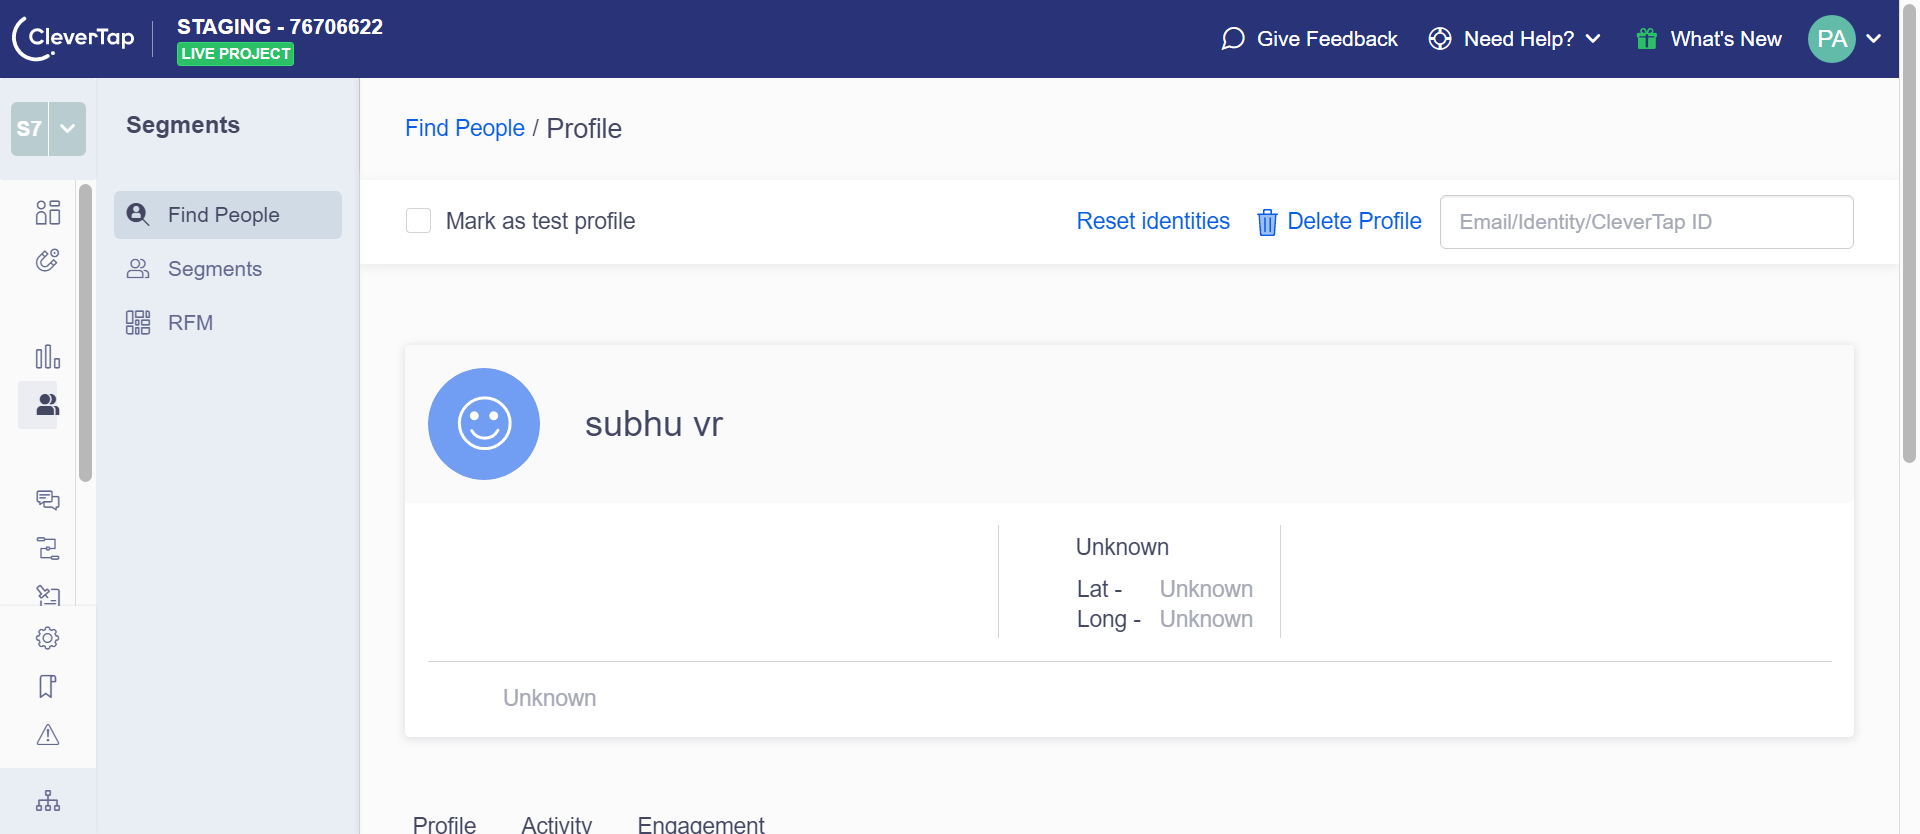 CleverTap
STAGING - 76706622
LIVE PROJECT
Give Feedback
Need Help?
What's New
PA
S7
Segments
Find People
Segments
RFM
Find People / Profile
Mark as test profile
Reset identities
Delete Profile
Email/Identity/CleverTap ID
subhu vr
Unknown
Lat - Unknown
Long - Unknown
Unknown
Profile
Activity
Engagement